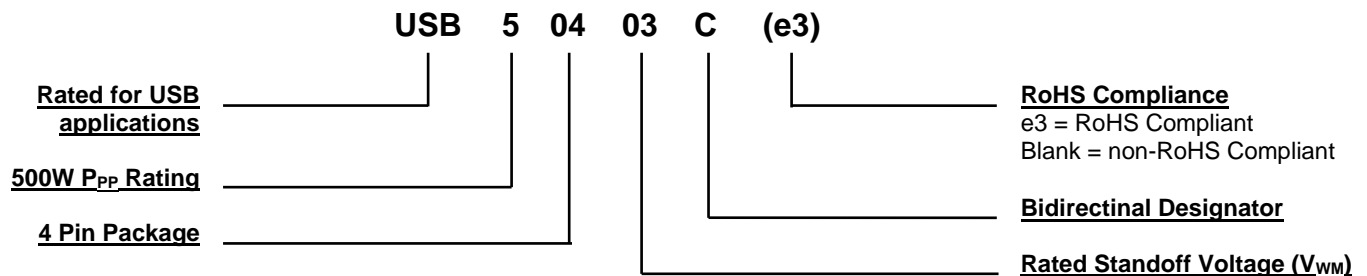 USB 5 04 03 C (e3)
Rated for USB
applications
500W PPP Rating
4 Pin Package
RoHS Compliance
e3 = RoHS Compliant
Blank = non-RoHS Compliant
Bidirectinal Designator
Rated Standoff Voltage (VWM)